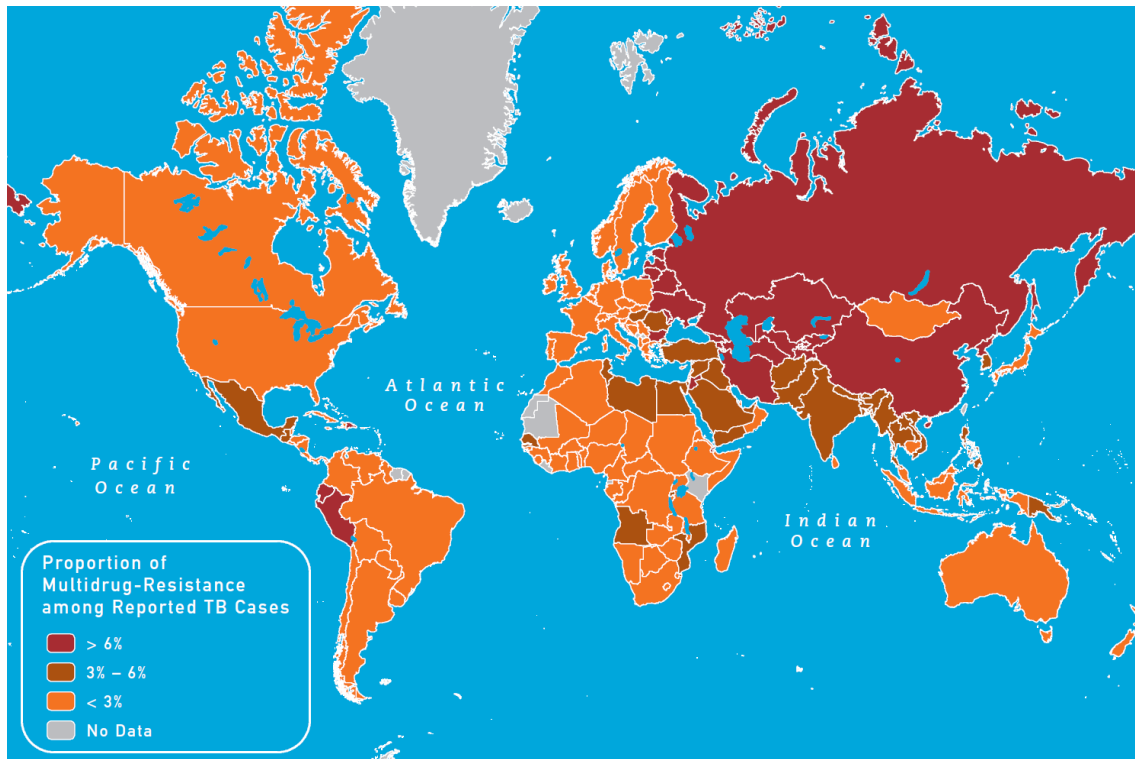 Atlantic
Ocean
Pacific
Ocean
Indian
Ocean
Proportion of
Multidrug-Resistance
among Reported TB Cases
> 6%
3% – 6%
< 3%
No Data